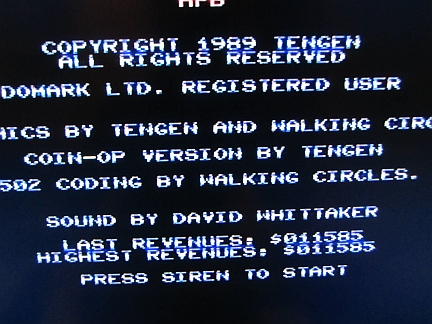 APB
COPYRIGHT 1989 TENGEN
ALL RIGHTS RESERVED
DOMARK LTD. REGISTERED USER
HICS BY TENGEN AND WALKING CIRC
COIN-OP VERSION BY TENGEN
502 CODING BY WALKING CIRCLES.
SOUND BY DAVID WHITTAKER
LAST REVENUES: $011585
HIGHEST REVENUES: $011585
PRESS SIREN TO START